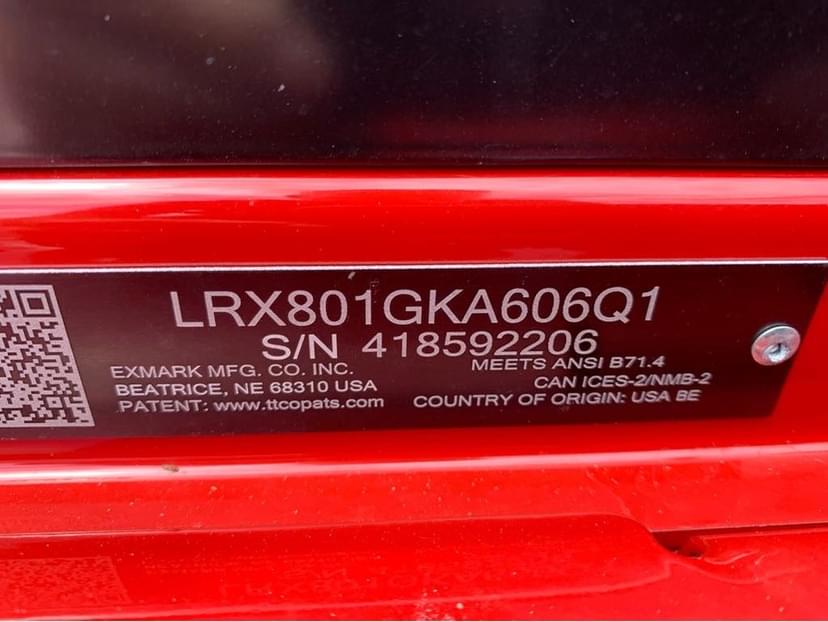 LRX801GKA606Q1
S/N 418592206
EXMARK MFG. CO. INC.
BEATRICE, NE 68310 USA
PATENT: www.ttcopats.com
MEETS ANSI B71.4
CAN ICES-2/NMB-2
COUNTRY OF ORIGIN: USA BE